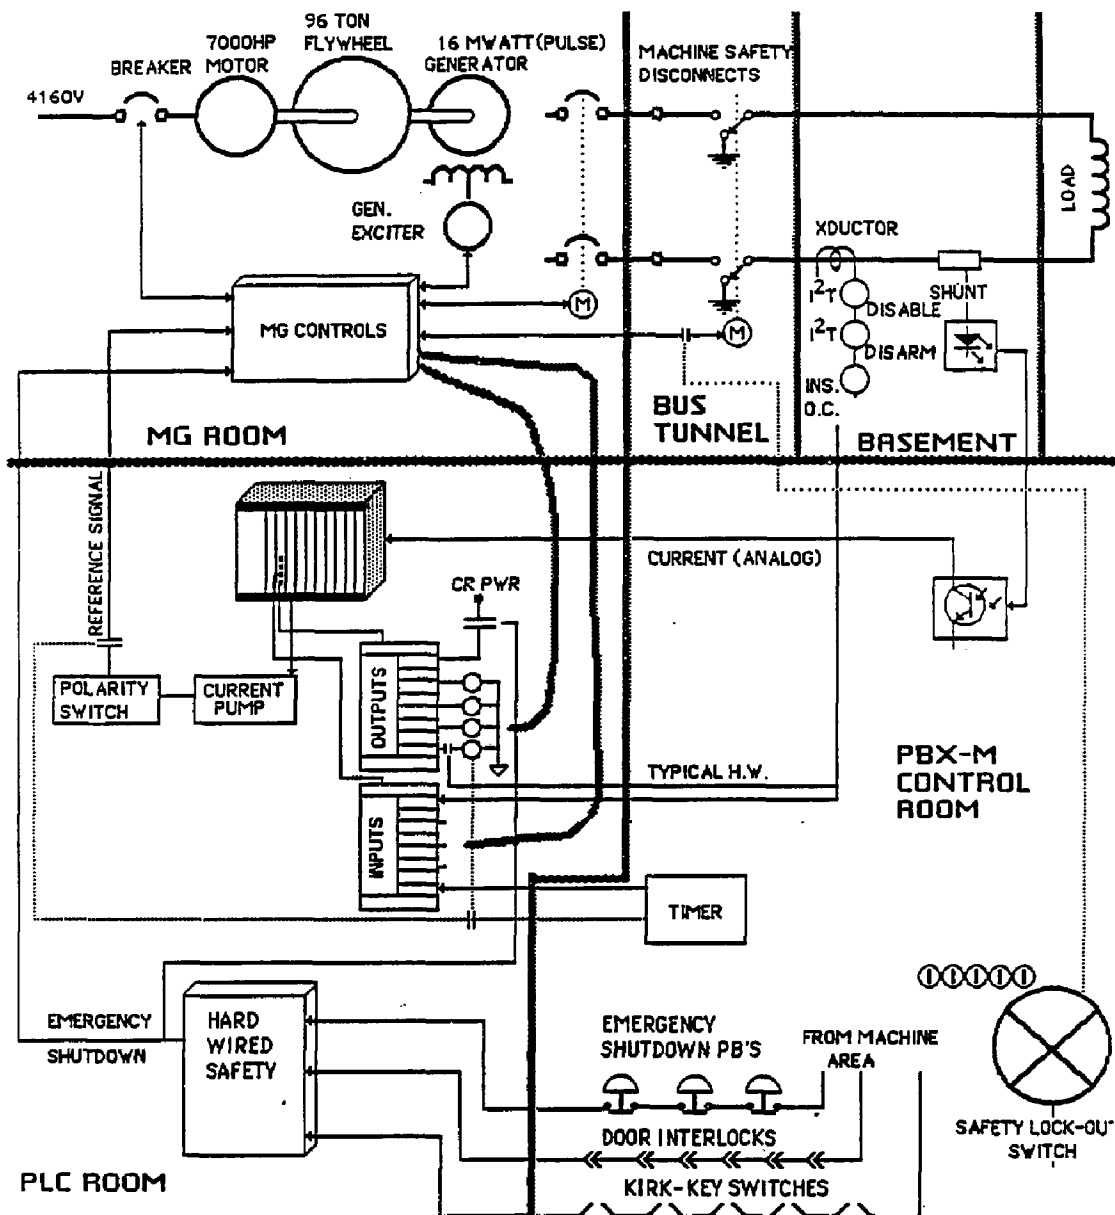 96 TON
FLYWHEEL
7000HP
MOTOR
16 MWATT(PULSE)
GENERATOR
MACHINE SAFETY
DISCONNECTS
BREAKER
4160V
LOAD
GEN.
EXCITER
XDUCTOR
I²T
DISABLE
SHUNT
I²T
DISARM
INS.
O.C.
M
M
MG CONTROLS
MG ROOM
BUS
TUNNEL
BASEMENT
REFERENCE SIGNAL
CURRENT (ANALOG)
CR PWR
POLARITY
SWITCH
CURRENT
PUMP
OUTPUTS
TYPICAL H.W.
PBX-M
CONTROL
ROOM
INPUTS
TIMER
EMERGENCY
SHUTDOWN
HARD
WIRED
SAFETY
EMERGENCY
SHUTDOWN PB'S
FROM MACHINE
AREA
DOOR INTERLOCKS
SAFETY LOCK-OUT
SWITCH
KIRK-KEY SWITCHES
PLC ROOM